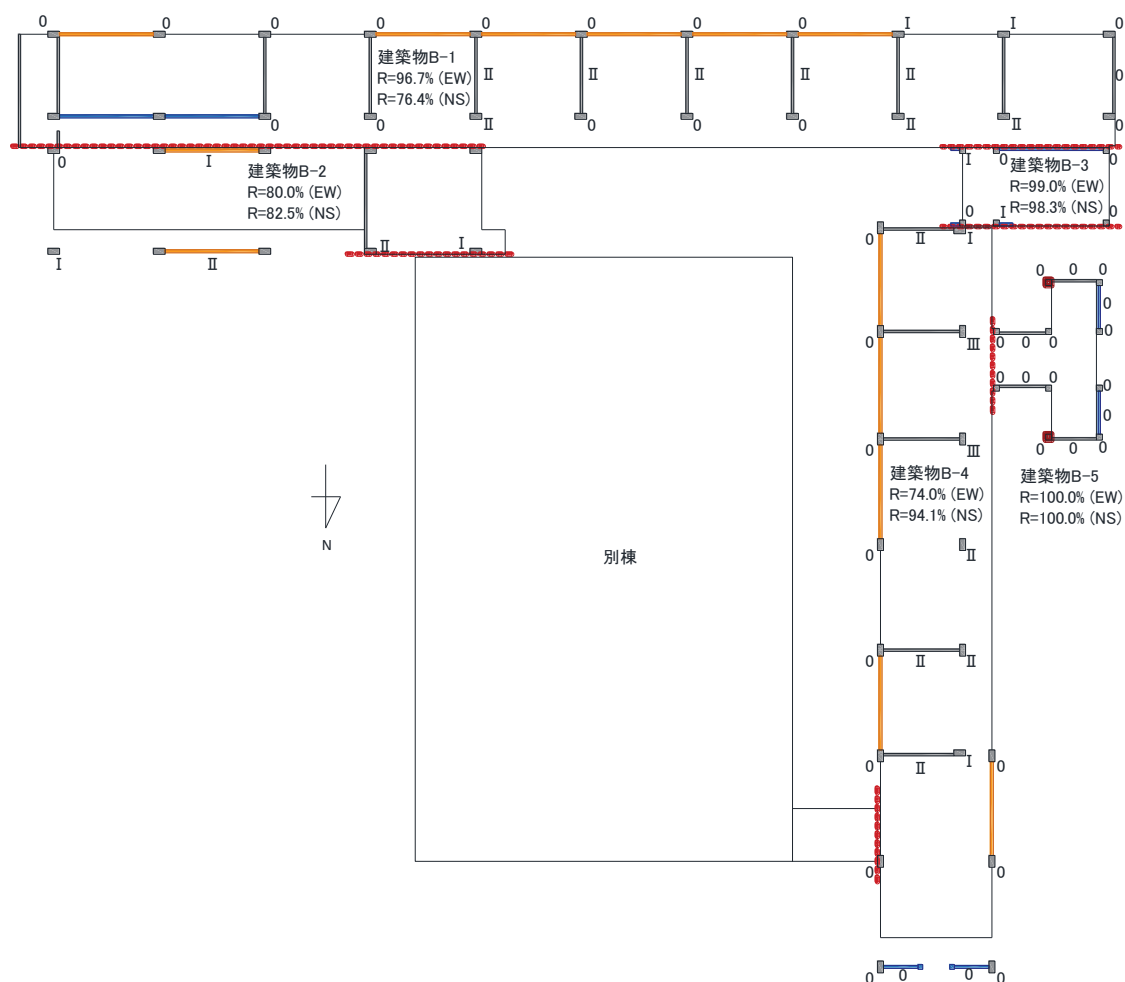 0 0 0 0 0 0 0 0 I I 0
建築物B-1
R=96.7% (EW)
R=76.4% (NS)
Ⅱ Ⅱ Ⅱ Ⅱ Ⅱ 0
0 0 Ⅱ 0 0 0 Ⅱ Ⅱ 0
0 I
建築物B-2
R=80.0% (EW)
R=82.5% (NS)
Ⅱ I
I Ⅱ
I 0 0
建築物B-3
R=99.0% (EW)
R=98.3% (NS)
0 I 0
0 Ⅱ I
0 0 0
0
0 Ⅲ
0 0 0 0
0 0 0 0
0
0 Ⅲ
0 0 0
建築物B-4
R=74.0% (EW)
R=94.1% (NS)
建築物B-5
R=100.0% (EW)
R=100.0% (NS)
N
別棟
0 Ⅱ
0 Ⅱ Ⅱ
0 Ⅱ I 0
0 0
0 0 0 0